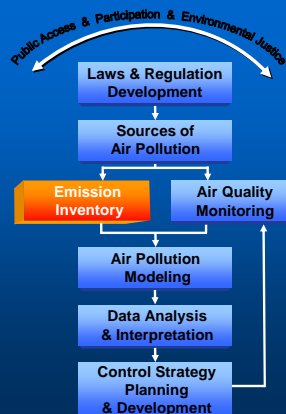 Public Access & Participation & Environmental Justice
Laws & Regulation
Development
Sources of
Air Pollution
Emission
Inventory
Air Quality
Monitoring
Air Pollution
Modeling
Data Analysis
& Interpretation
Control Strategy
Planning
& Development